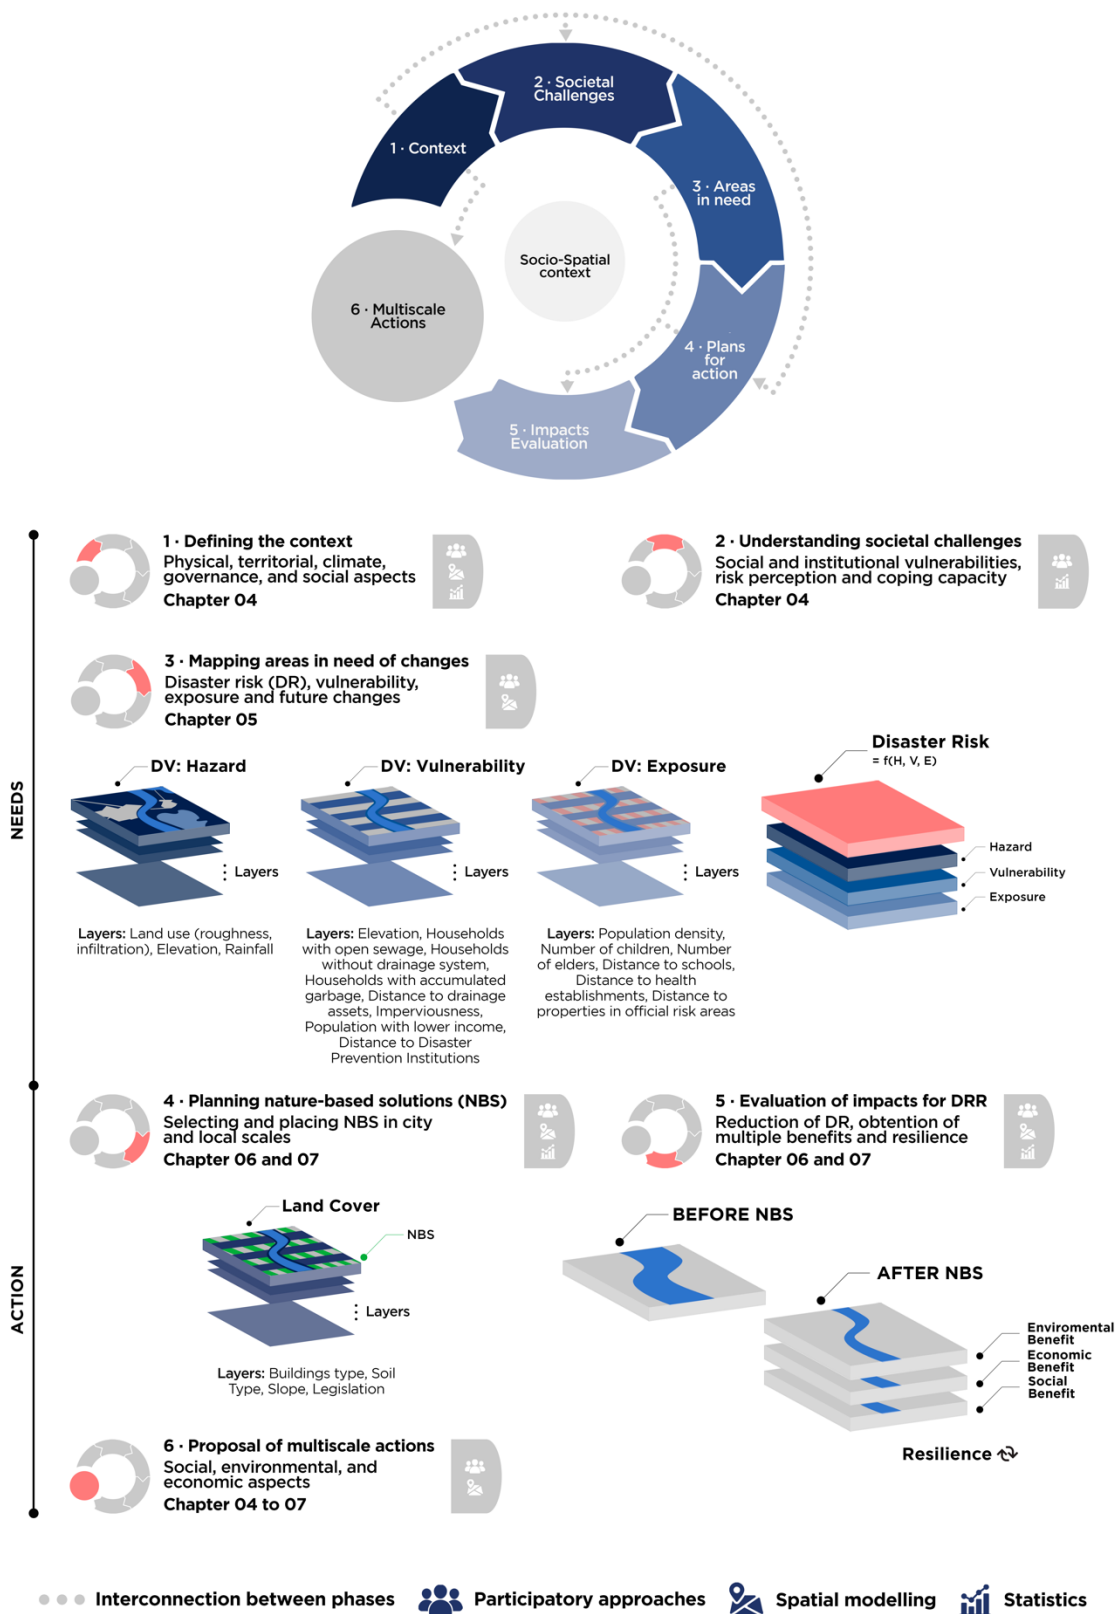 2 · Societal
Challenges
1 · Context
3 · Areas
in need
Socio-Spatial
context
6 · Multiscale
Actions
4 · Plans
for
action
5 · Impacts
Evaluation
NEEDS
1 · Defining the context
Physical, territorial, climate,
governance, and social aspects
Chapter 04
2 · Understanding societal challenges
Social and institutional vulnerabilities,
risk perception and coping capacity
Chapter 04
3 · Mapping areas in need of changes
Disaster risk (DR), vulnerability,
exposure and future changes
Chapter 05
DV: Hazard
Layers
Layers: Land use (roughness,
infiltration), Elevation, Rainfall
DV: Vulnerability
Layers
Layers: Elevation, Households
with open sewage, Households
without drainage system,
Households with accumulated
garbage, Distance to drainage
assets, Imperviousness,
Population with lower income,
Distance to Disaster
Prevention Institutions
DV: Exposure
Layers
Layers: Population density,
Number of children, Number
of elders, Distance to schools,
Distance to health
establishments, Distance to
properties in official risk areas
Disaster Risk
= f(H, V, E)
Hazard
Vulnerability
Exposure
ACTION
4 · Planning nature-based solutions (NBS)
Selecting and placing NBS in city
and local scales
Chapter 06 and 07
5 · Evaluation of impacts for DRR
Reduction of DR, obtention of
multiple benefits and resilience
Chapter 06 and 07
Land Cover
NBS
Layers
Layers: Buildings type, Soil
Type, Slope, Legislation
BEFORE NBS
AFTER NBS
Enviromental
Benefit
Economic
Benefit
Social
Benefit
Resilience
6 · Proposal of multiscale actions
Social, environmental, and
economic aspects
Chapter 04 to 07
Interconnection between phases
Participatory approaches
Spatial modelling
Statistics